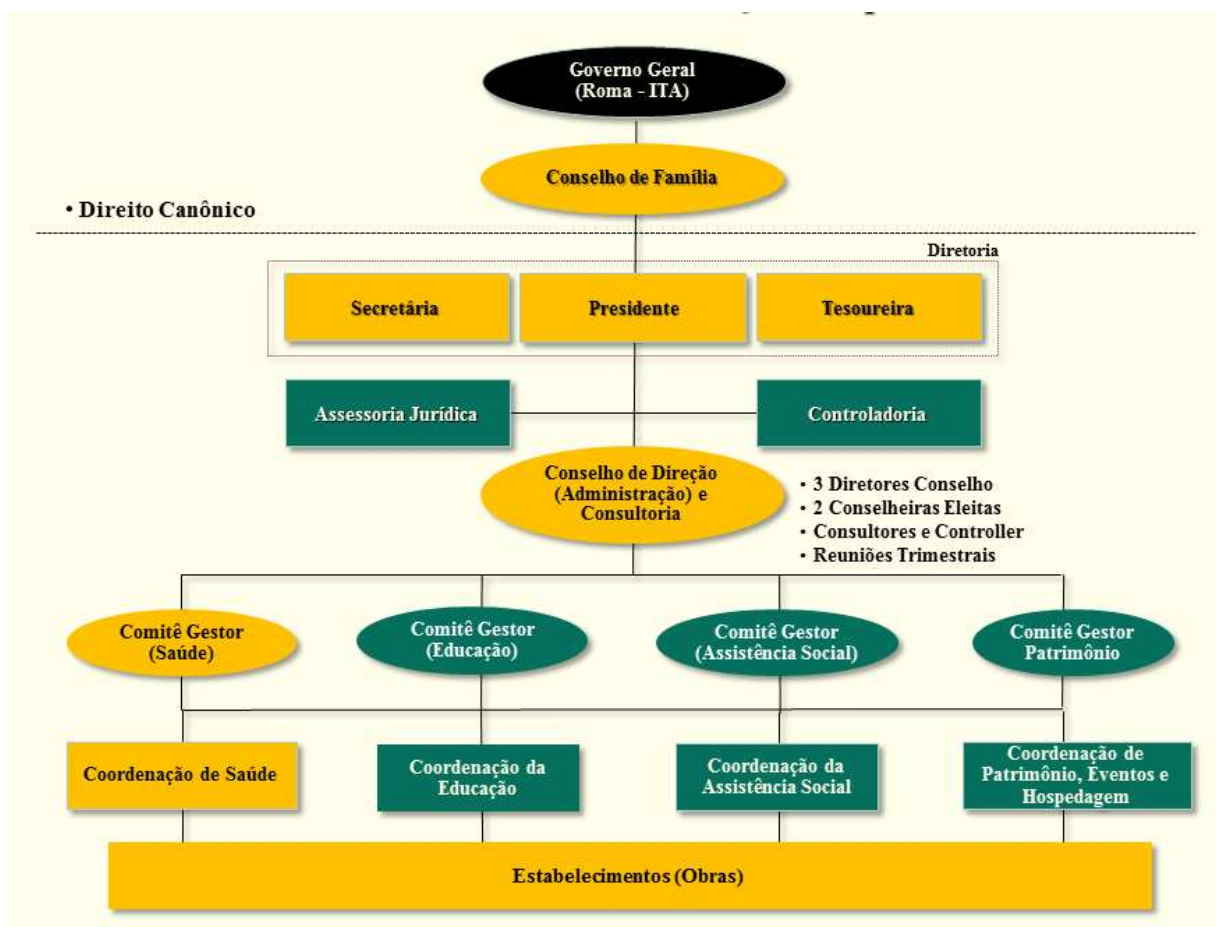 Governo Geral
(Roma - ITA)
Conselho de Família
• Direito Canônico
Diretoria
Secretária
Presidente
Tesoureira
Assessoria Jurídica
Controladoria
Conselho de Direção
(Administração) e
Consultoria
• 3 Diretores Conselho
• 2 Conselheiras Eleitas
• Consultores e Controller
• Reuniões Trimestrais
Comitê Gestor
(Saúde)
Comitê Gestor
(Educação)
Comitê Gestor
(Assistência Social)
Comitê Gestor
Patrimônio
Coordenação de Saúde
Coordenação da
Educação
Coordenação da
Assistência Social
Coordenação de
Patrimônio, Eventos e
Hospedagem
Estabelecimentos (Obras)